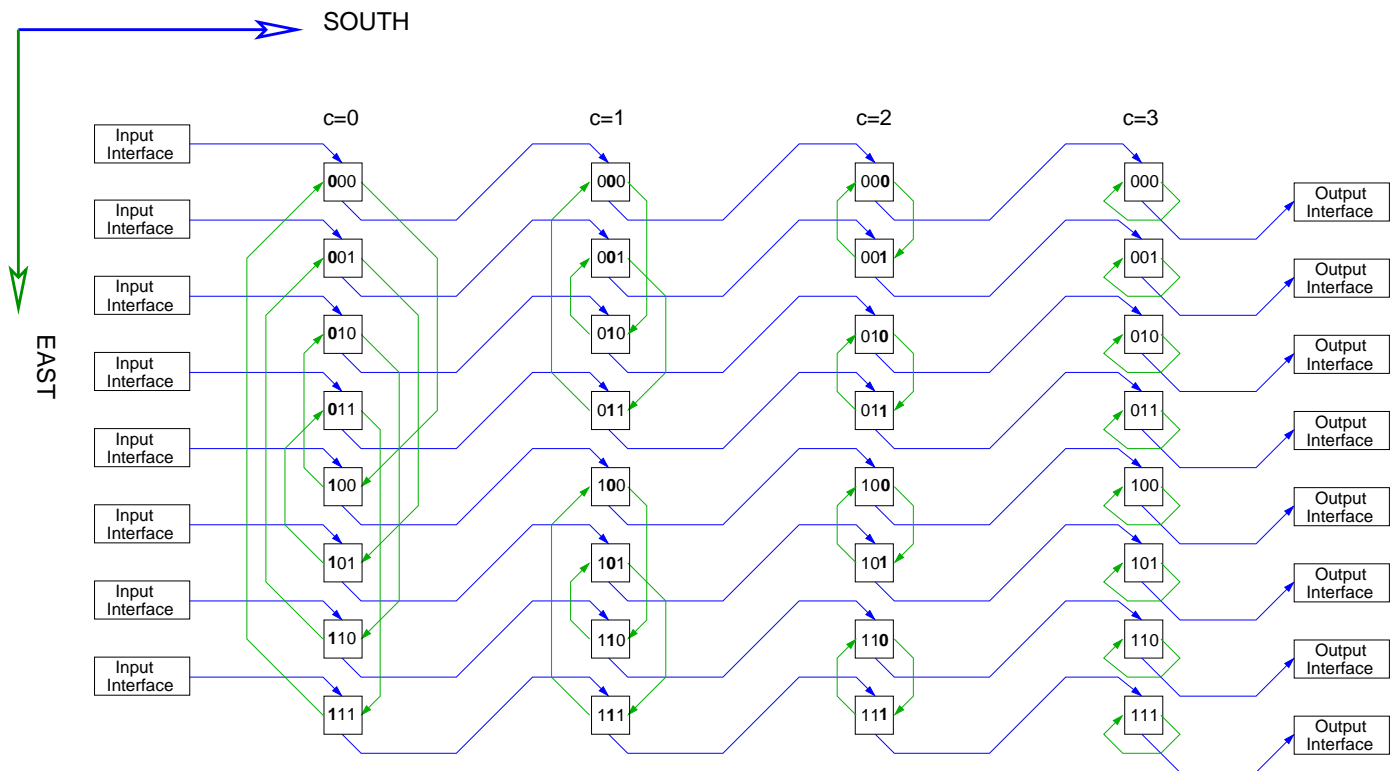 SOUTH
c=0 c=1 c=2 c=3
Input
Interface
000 000 000 000
Output
Interface
Input
Interface
001 001 001 001
Output
Interface
Input
Interface
010 010 010 010
Output
Interface
EAST
Input
Interface
011 011 011 011
Output
Interface
Input
Interface
100 100 100 100
Output
Interface
Input
Interface
101 101 101 101
Output
Interface
Input
Interface
110 110 110 110
Output
Interface
Input
Interface
111 111 111 111
Output
Interface